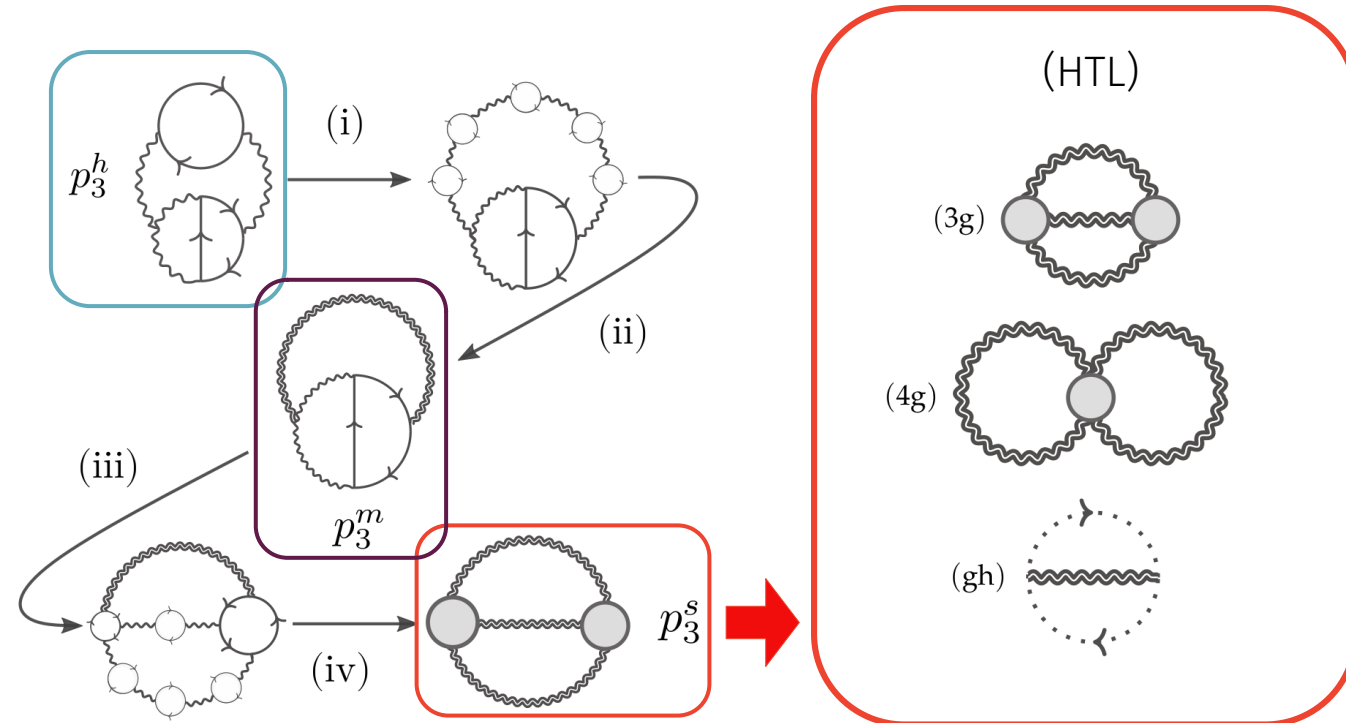 (HTL)
(i)
p_3^h
(3g)
(ii)
(4g)
(iii)
p_3^m
(gh)
p_3^s
(iv)